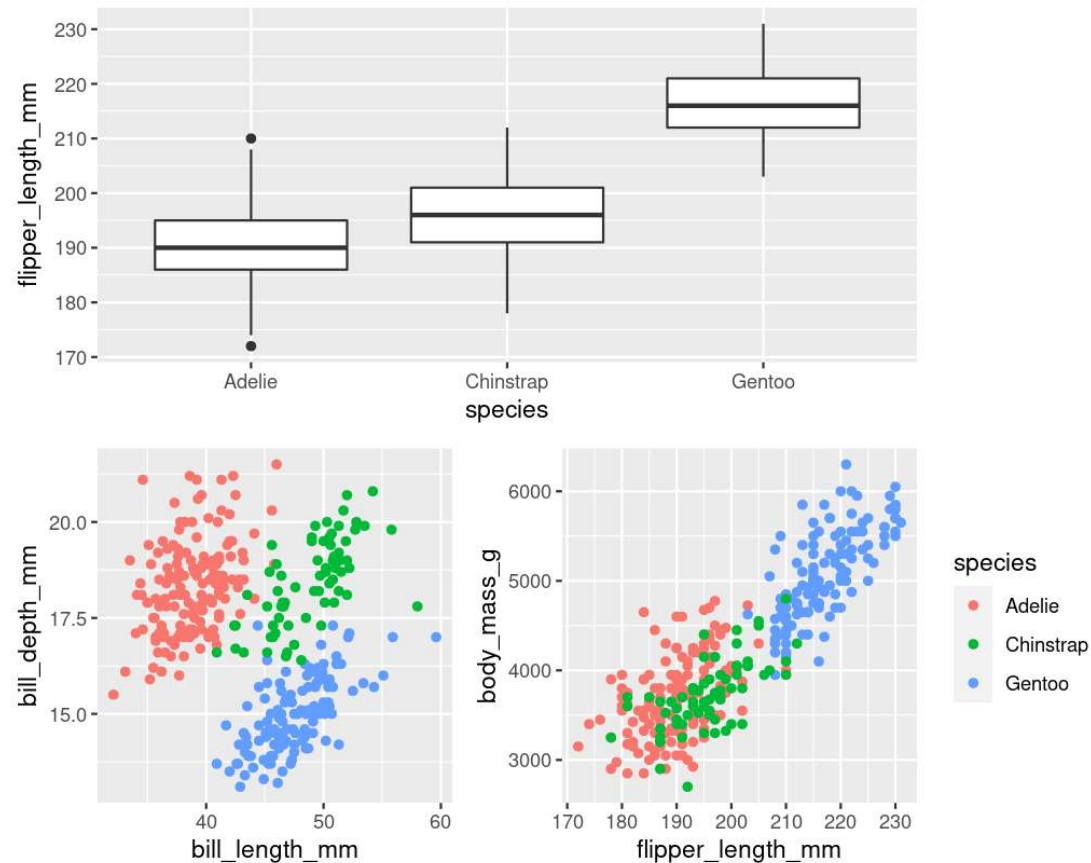 flipper_length_mm
230
220
210
200
190
180
170
Adelie
Chinstrap
Gentoo
species
bill_depth_mm
20.0
17.5
15.0
40
50
60
bill_length_mm
body_mass_g
6000
5000
4000
3000
170 180 190 200 210 220 230
flipper_length_mm
species
Adelie
Chinstrap
Gentoo